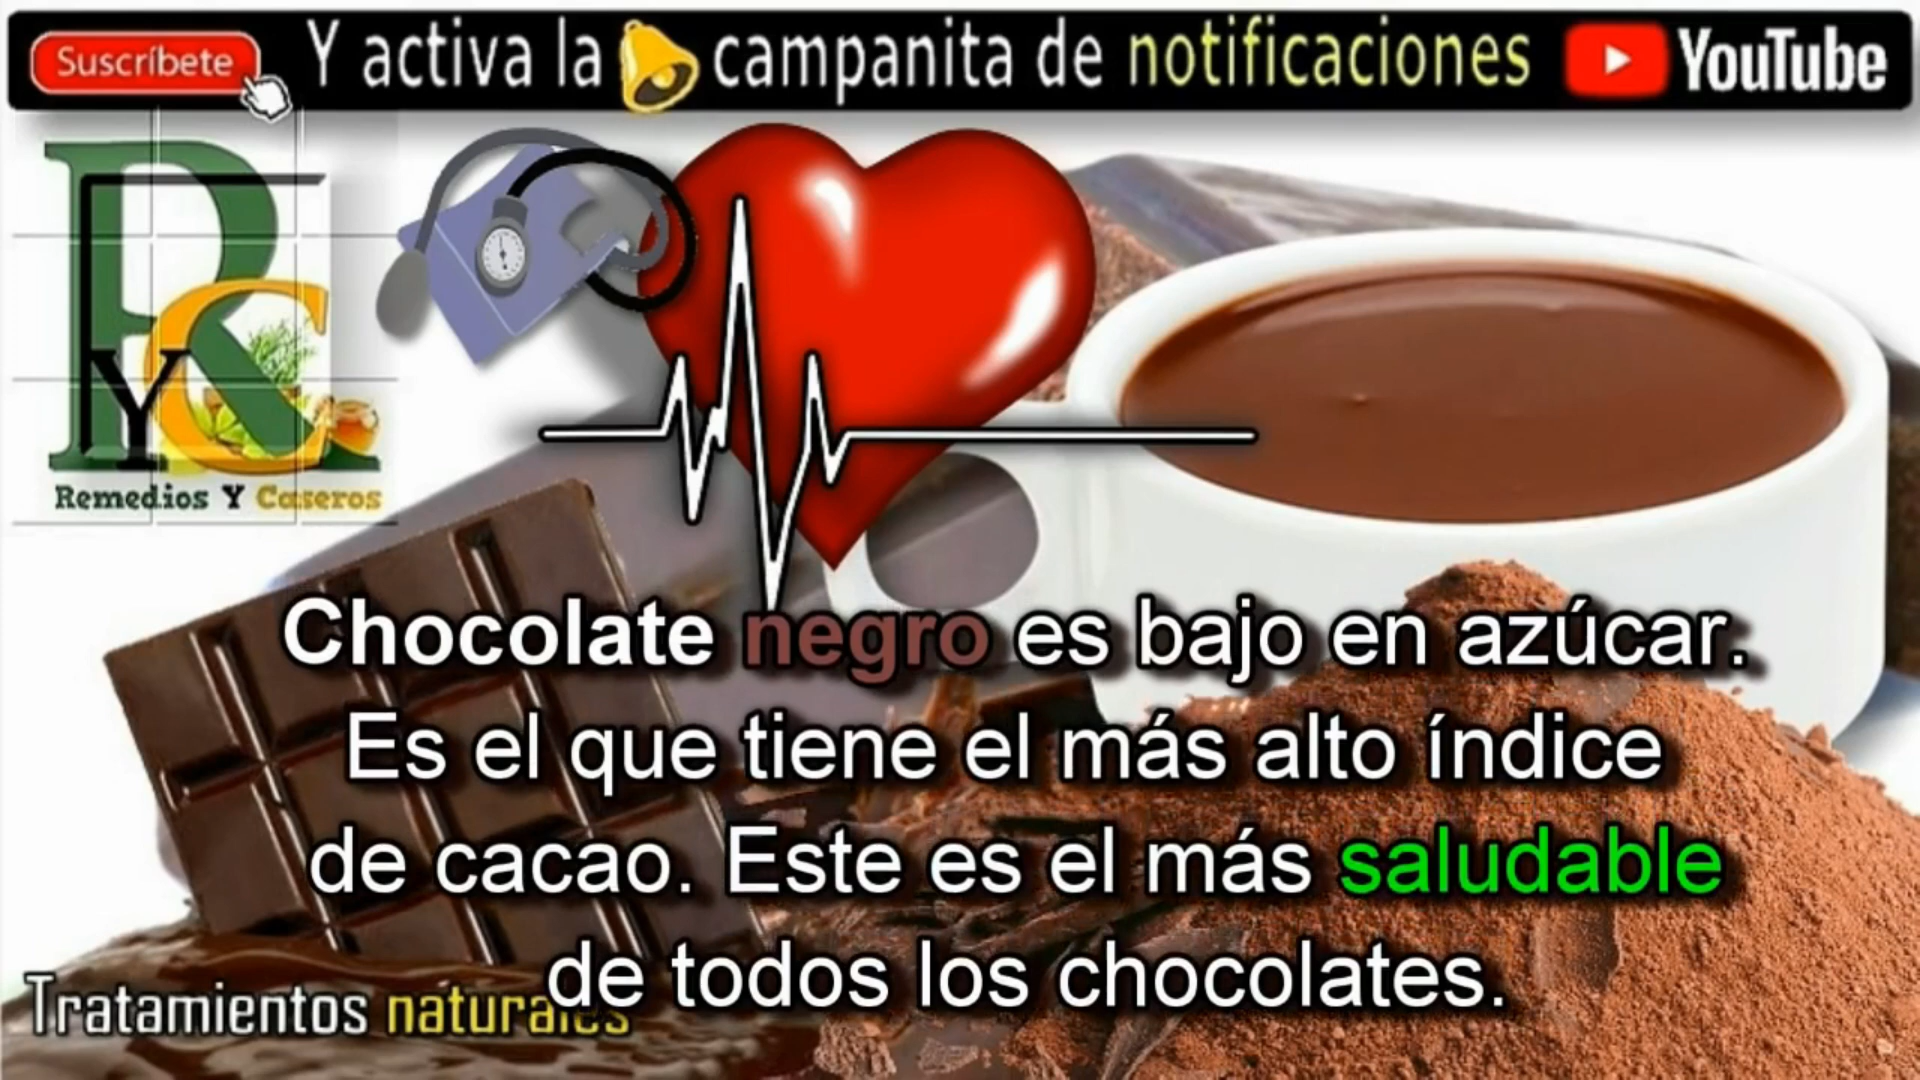 Suscríbete Y activa la campanita de notificaciones YouTube
R
Y
C
Remedios Y Caseros
Chocolate negro es bajo en azúcar.
Es el que tiene el más alto índice
de cacao. Este es el más saludable
de todos los chocolates.
Tratamientos naturales